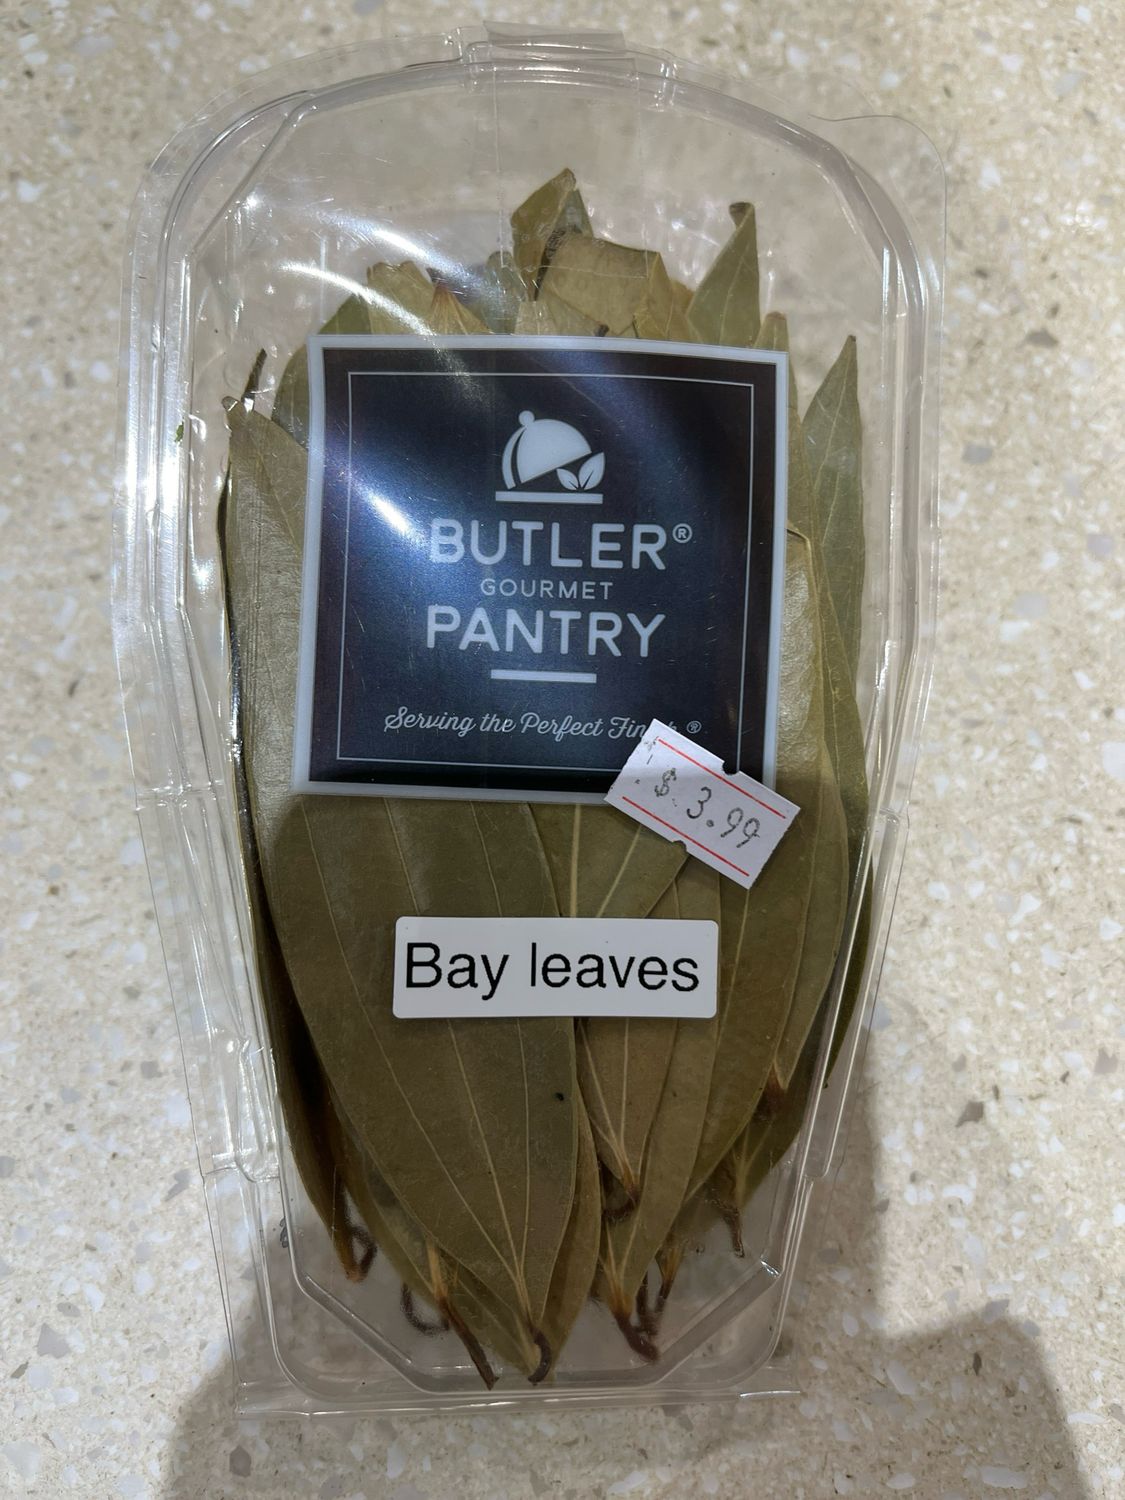 BUTLER®
GOURMET
PANTRY
Serving the Perfect ®
$ 3.99
Bay leaves